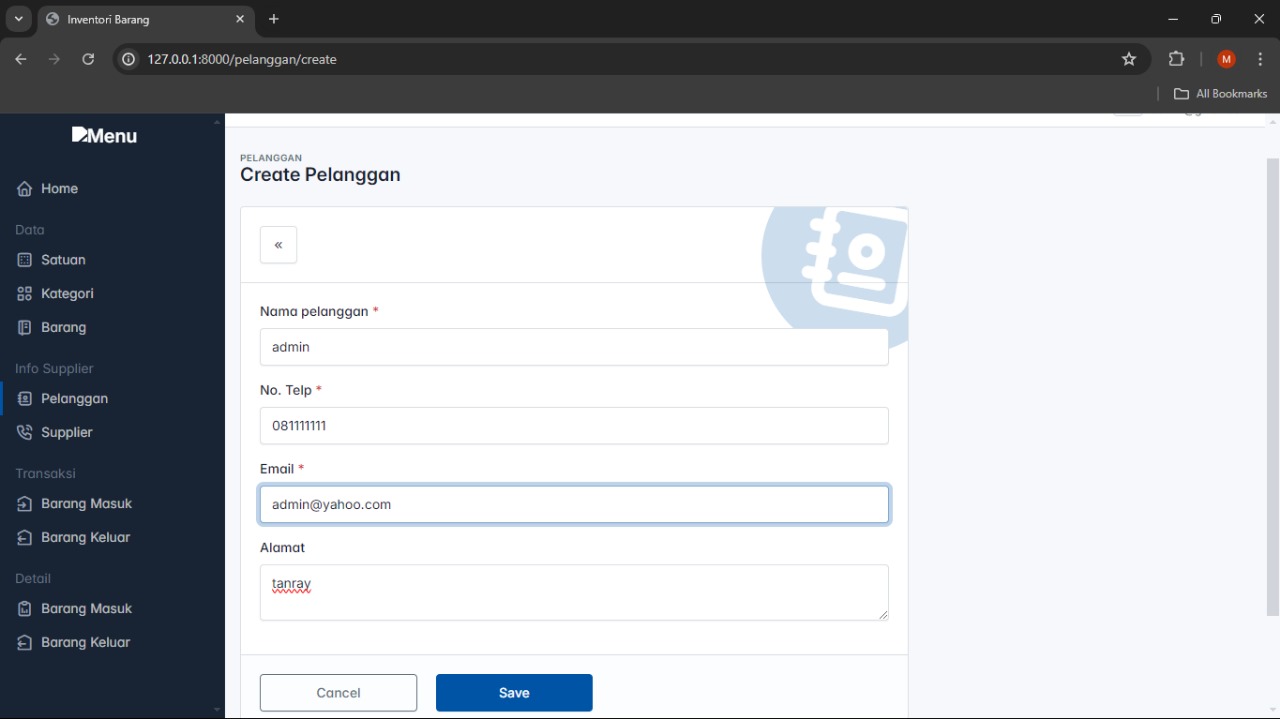 Inventori Barang
127.0.0.1:8000/pelanggan/create
M
All Bookmarks
Menu
Home
Data
Satuan
Kategori
Barang
Info Supplier
Pelanggan
Supplier
Transaksi
Barang Masuk
Barang Keluar
Detail
Barang Masuk
Barang Keluar
PELANGGAN
Create Pelanggan
«
Nama pelanggan *
admin
No. Telp *
081111111
Email *
admin@yahoo.com
Alamat
tanray
Cancel
Save